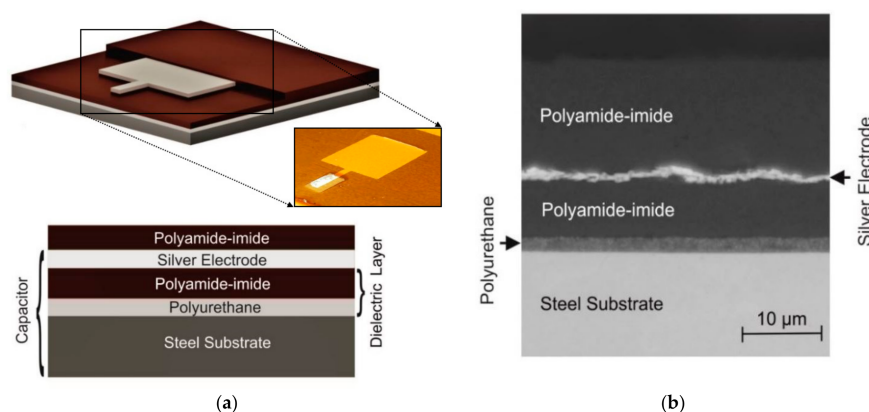 Polyamide-imide
Silver Electrode
Polyamide-imide
Polyurethane
Steel Substrate
Capacitor
Dielectric Layer
(a)
Polyamide-imide
Polyamide-imide
Steel Substrate
10 µm
Polyurethane
Silver Electrode
(b)